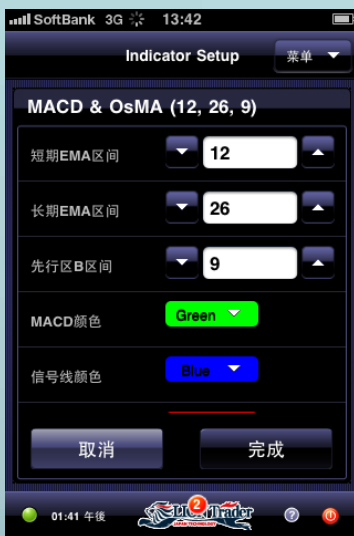 SoftBank 3G 13:42
Indicator Setup 菜单
MACD & OsMA (12, 26, 9)
短期EMA区间 12
长期EMA区间 26
先行区B区间 9
MACD颜色 Green
信号线颜色 Blue
取消 完成
01:41 午後 LION Trader 2 ?
JAPAN TECHNOLOGY